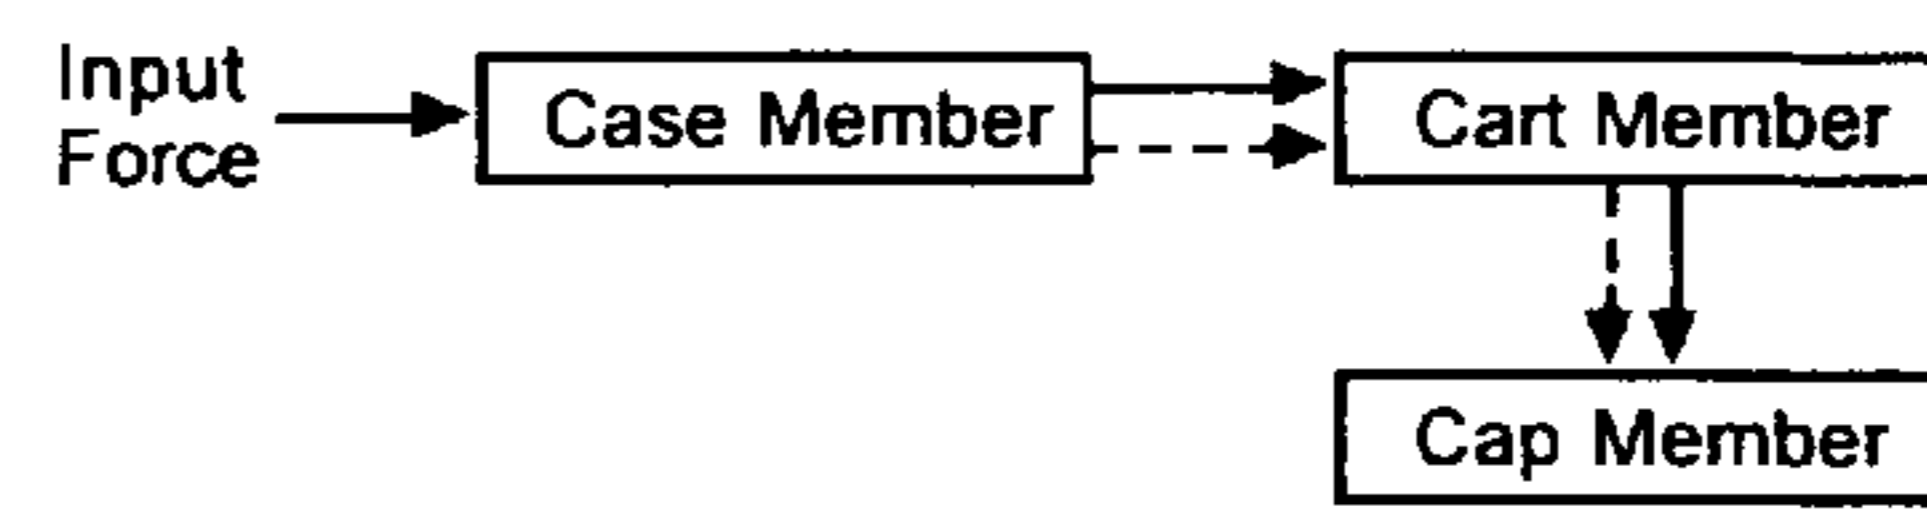 Input
Force
Case Member
Cart Member
Cap Member